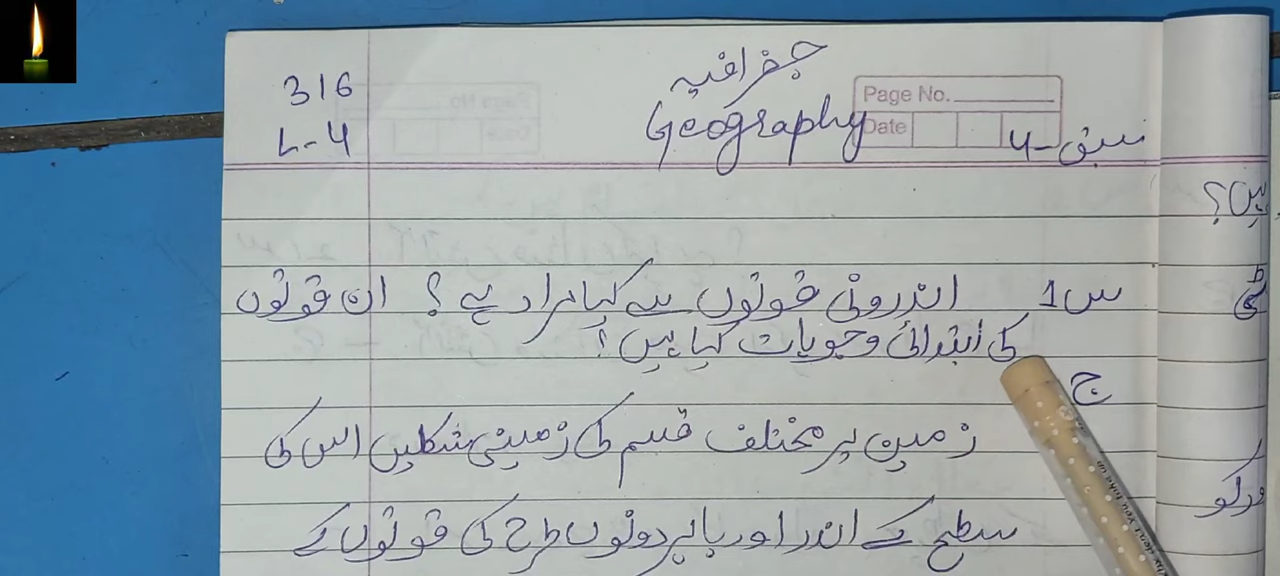 جغرافیہ
316
Geography
Page No.
Date
L-4
سبق-4
ہیں؟
س1 اندرونی قوتوں سے کیا مراد ہے؟ ان قوتوں
کی ابتدائی وجوہات کیا ہیں؟
ج
زمین پر مختلف قسم کی زمینی شکلیں اس کی
سطح کے اندر اور باہر دونوں طرح کی قوتوں کے